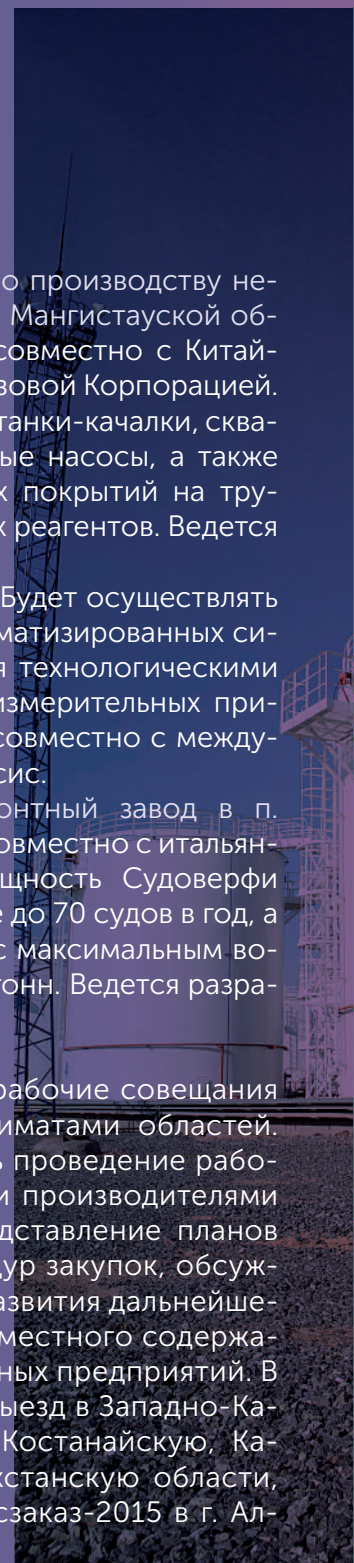 о производству не-
Мангистауской об-
совместно с Китай-
зовой Корпорацией.
танки-качалки, сква-
ые насосы, а также
х покрытий на тру-
х реагентов. Ведется
Будет осуществлять
матизированных си-
я технологическими
измерительных при-
совместно с между-
сис.
онтный завод в п.
овместно с итальян-
щность Судоверфи
е до 70 судов в год, а
с максимальным во-
тонн. Ведется разра-
рабочие совещания
иматами областей.
ь проведение рабо-
и производителями
дставление планов
дур закупок, обсуж-
азвития дальнейше-
местного содержа-
ных предприятий. В
ыезд в Западно-Ка-
Костанайскую, Ка-
кстанскую области,
сзаказ-2015 в г. Ал-